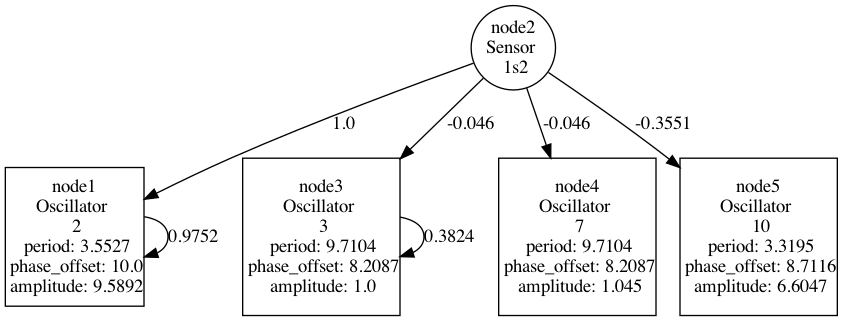 node2
Sensor
1s2
1.0
-0.046
-0.046
-0.3551
node1
Oscillator
2
period: 3.5527
phase_offset: 10.0
amplitude: 9.5892
0.9752
node3
Oscillator
3
period: 9.7104
phase_offset: 8.2087
amplitude: 1.0
0.3824
node4
Oscillator
7
period: 9.7104
phase_offset: 8.2087
amplitude: 1.045
node5
Oscillator
10
period: 3.3195
phase_offset: 8.7116
amplitude: 6.6047